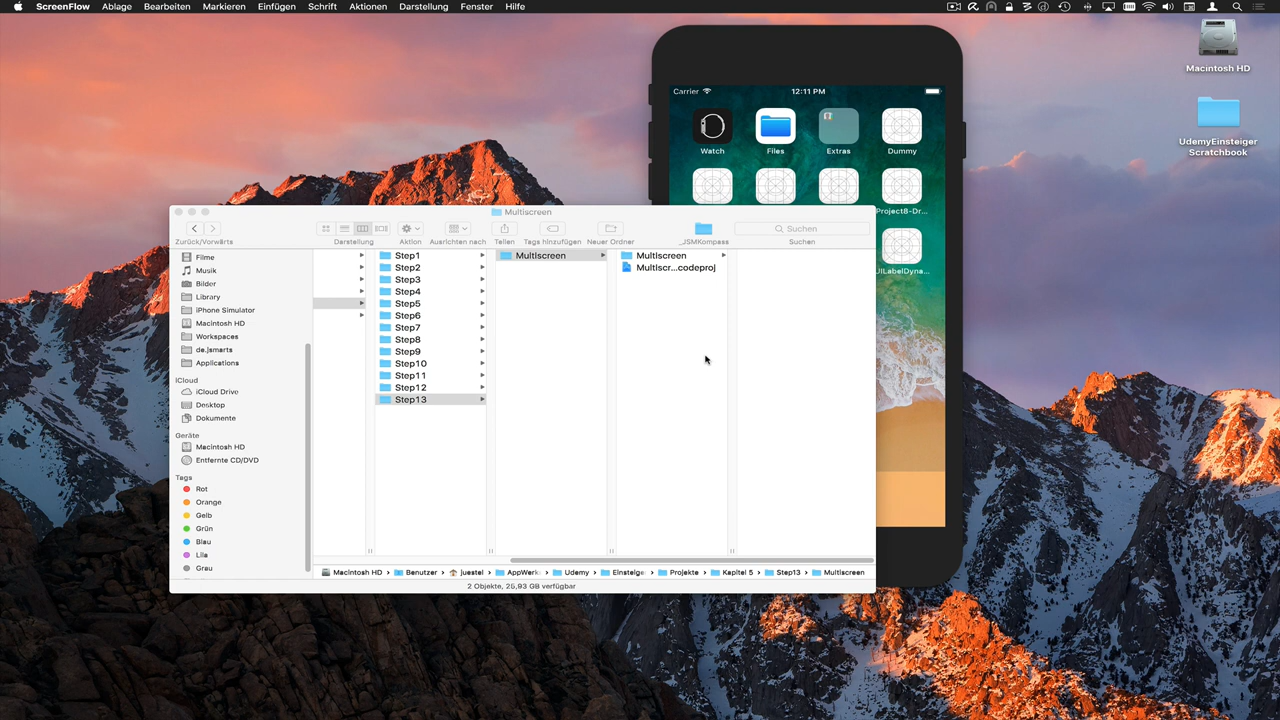 ScreenFlow Ablage Bearbeiten Markieren Einfügen Schrift Aktionen Darstellung Fenster Hilfe
Macintosh HD
UdemyEinsteiger
Scratchbook
Carrier 12:11 PM
Watch Files Extras Dummy
Project8-Dr...
UILabelDyna...
Multiscreen
Zurück/Vorwärts Darstellung Aktion Ausrichten nach Teilen Tags hinzufügen Neuer Ordner _JSMKompass Suchen
Suchen
Filme
Musik
Bilder
Library
iPhone Simulator
Macintosh HD
Workspaces
de.jsmarts
Applications
iCloud
iCloud Drive
Desktop
Dokumente
Geräte
Macintosh HD
Entfernte CD/DVD
Tags
Rot
Orange
Gelb
Grün
Blau
Lila
Grau
Step1
Step2
Step3
Step4
Step5
Step6
Step7
Step8
Step9
Step10
Step11
Step12
Step13
Multiscreen
Multiscreen
Multiscr...codeproj
Macintosh HD › Benutzer › juestel › AppWerk › Udemy › Einsteige › Projekte › Kapitel 5 › Step13 › Multiscreen
2 Objekte, 25,93 GB verfügbar